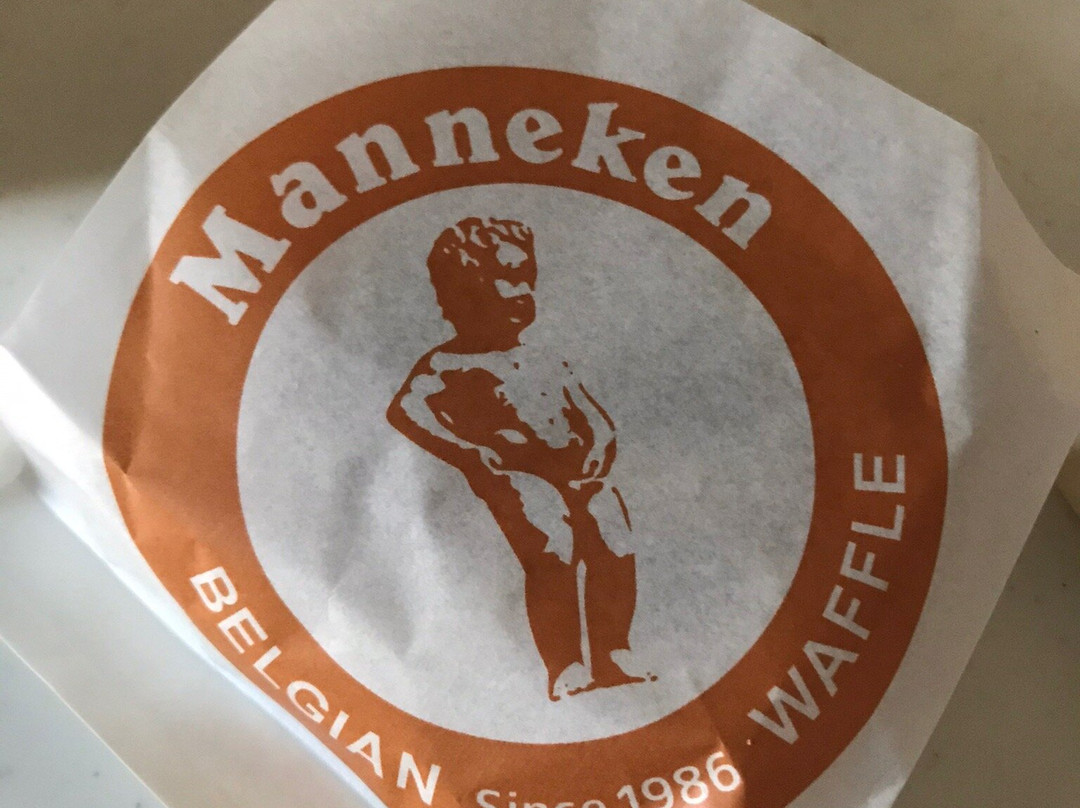 Manneken
BELGIAN
WAFFLE
Since 1986